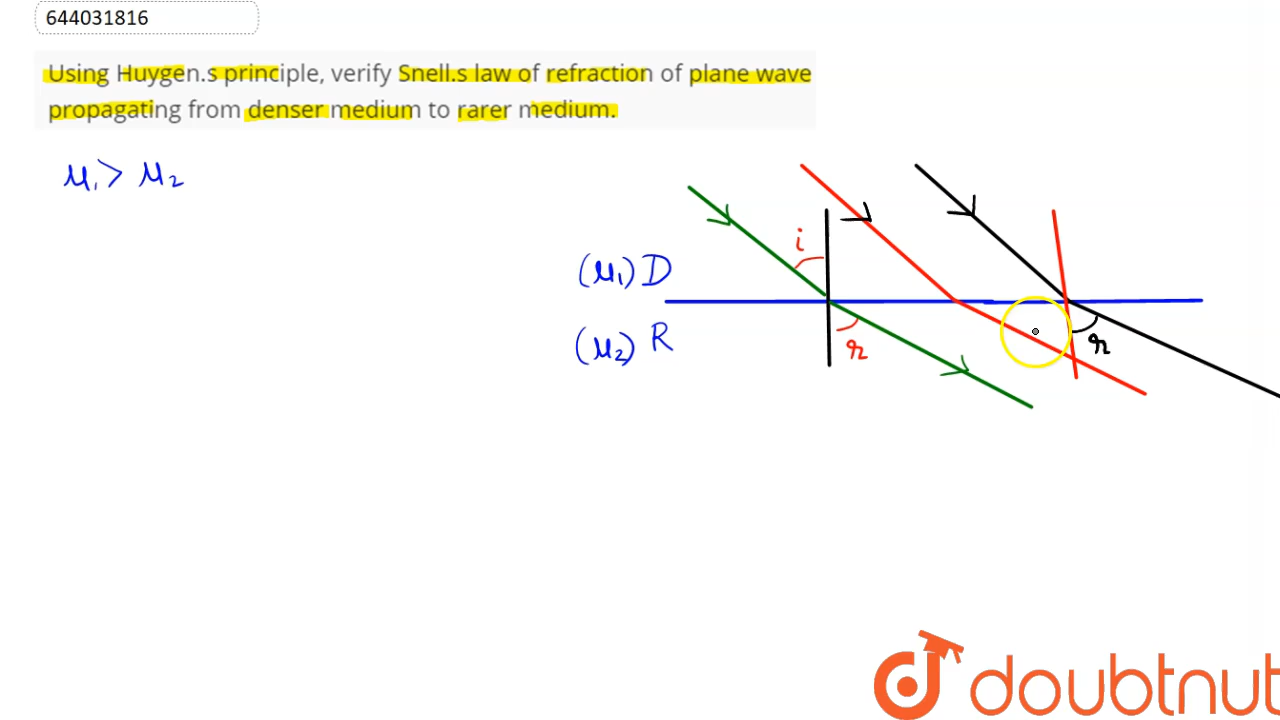 644031816
Using Huygen.s principle, verify Snell.s law of refraction of plane wave
propagating from denser medium to rarer medium.
μ₁ > μ₂
i
(μ₁) D
(μ₂) R
r
r
doubtnut